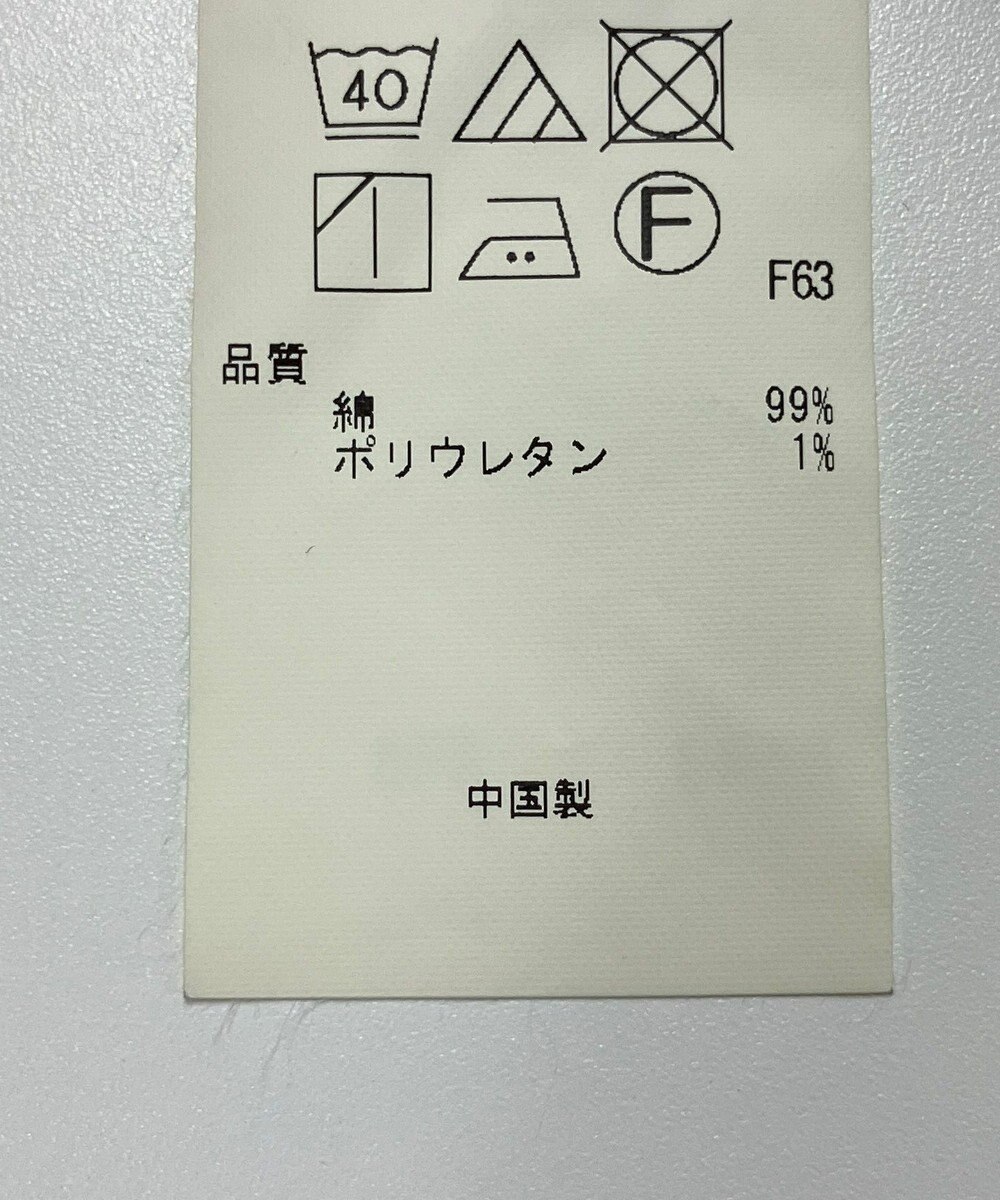 40
F
F63
品質
綿 99%
ポリウレタン 1%
中国製